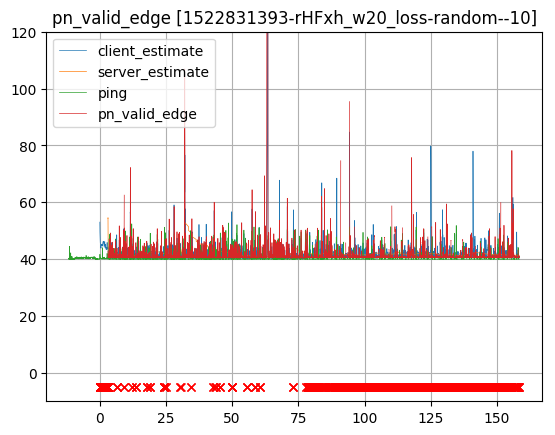 pn_valid_edge [1522831393-rHFxh_w20_loss-random--10]
client_estimate
server_estimate
ping
pn_valid_edge
120
100
80
60
40
20
0
0 25 50 75 100 125 150